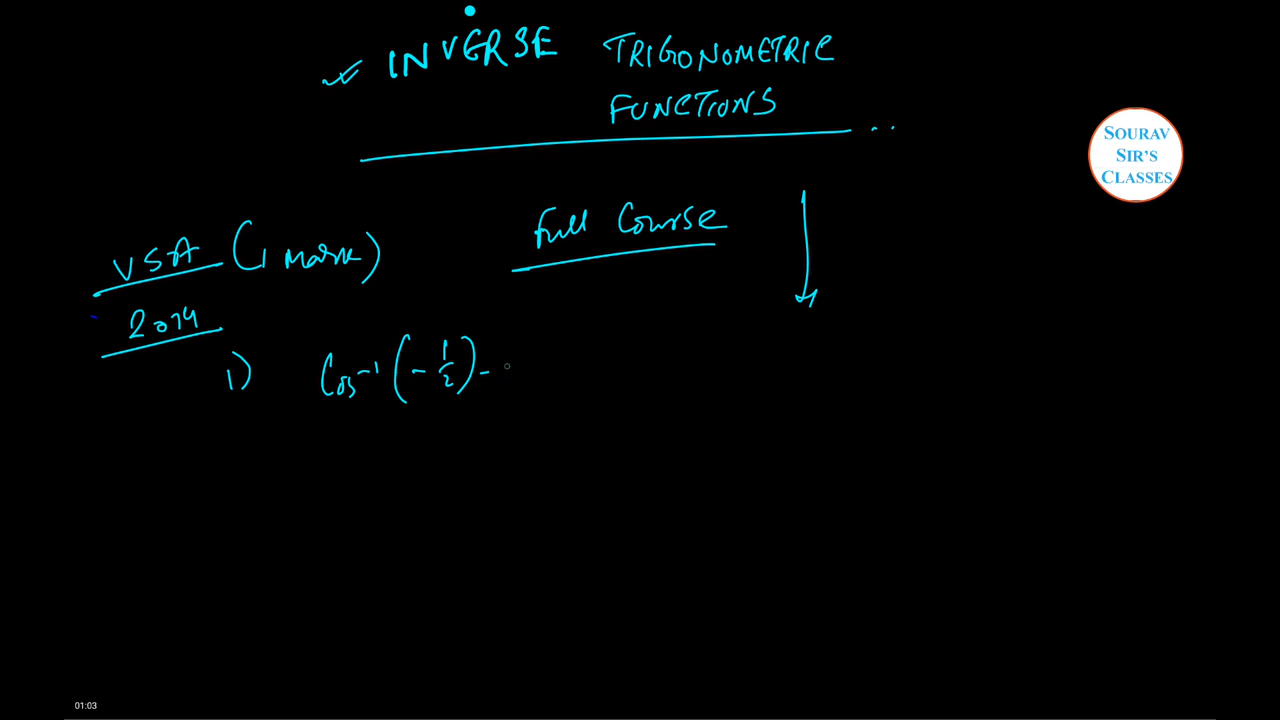 INVERSE TRIGONOMETRIC
FUNCTIONS
SOURAV
SIR'S
CLASSES
Full Course
VSA (1 mark)
2014
1) Cos⁻¹(-1/2) -
01:03